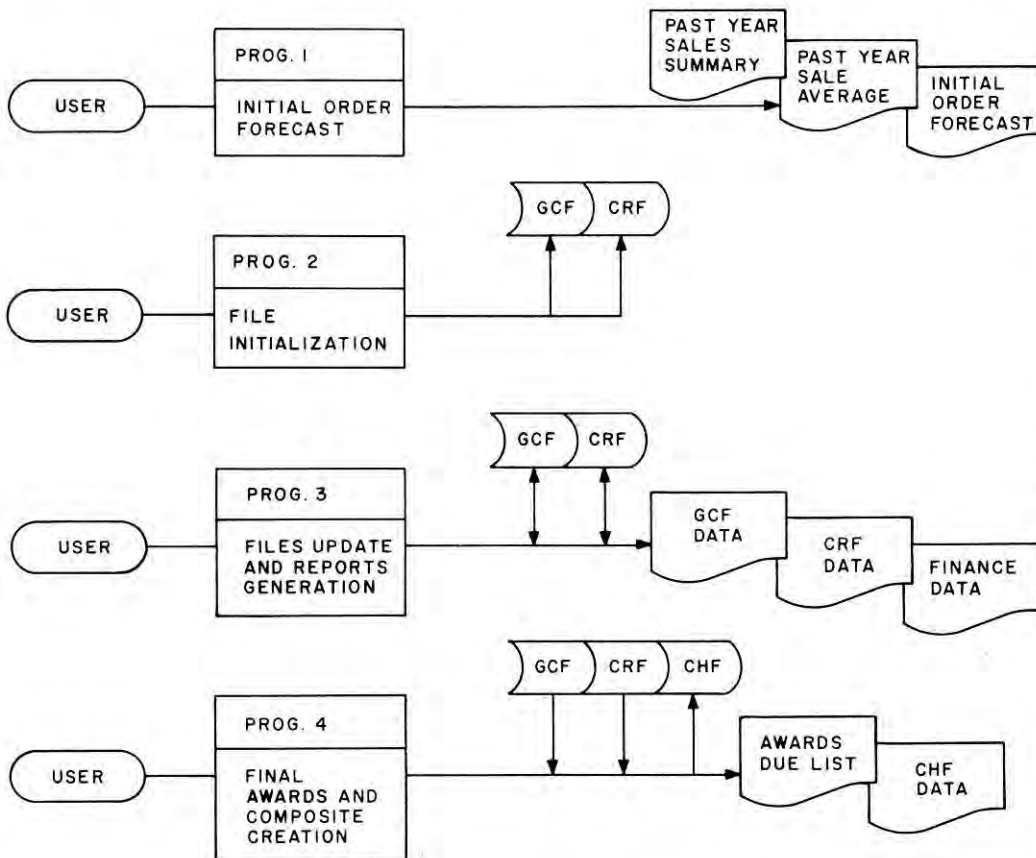 USER
PROG. 1
INITIAL ORDER
FORECAST
PAST YEAR
SALES
SUMMARY
PAST YEAR
SALE
AVERAGE
INITIAL
ORDER
FORECAST
USER
PROG. 2
FILE
INITIALIZATION
GCF
CRF
USER
PROG. 3
FILES UPDATE
AND REPORTS
GENERATION
GCF
CRF
GCF
DATA
CRF
DATA
FINANCE
DATA
USER
PROG. 4
FINAL
AWARDS AND
COMPOSITE
CREATION
GCF
CRF
CHF
AWARDS
DUE LIST
CHF
DATA